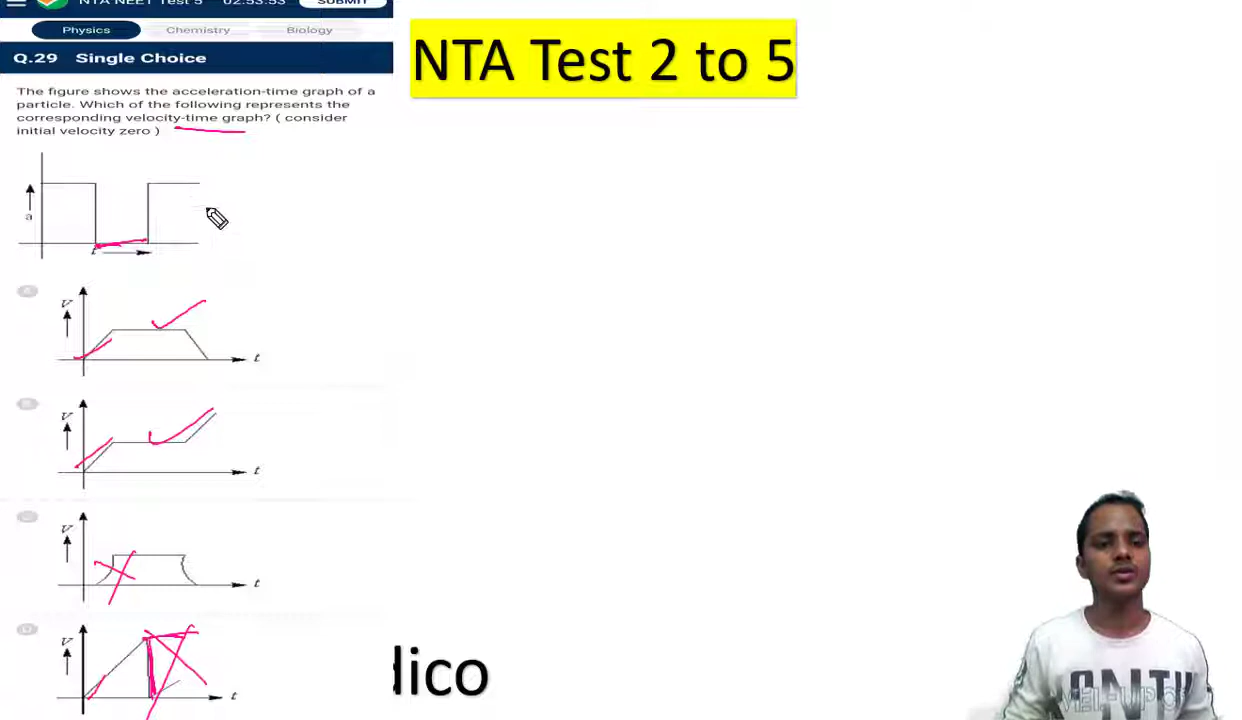 NTA NEET Test 5 02:53:53 SUBMIT
Physics Chemistry Biology
Q.29 Single Choice
The figure shows the acceleration-time graph of a
particle. Which of the following represents the
corresponding velocity-time graph? ( consider
initial velocity zero )
a
t
A
V
t
B
V
t
C
V
t
D
V
t
NTA Test 2 to 5
dico